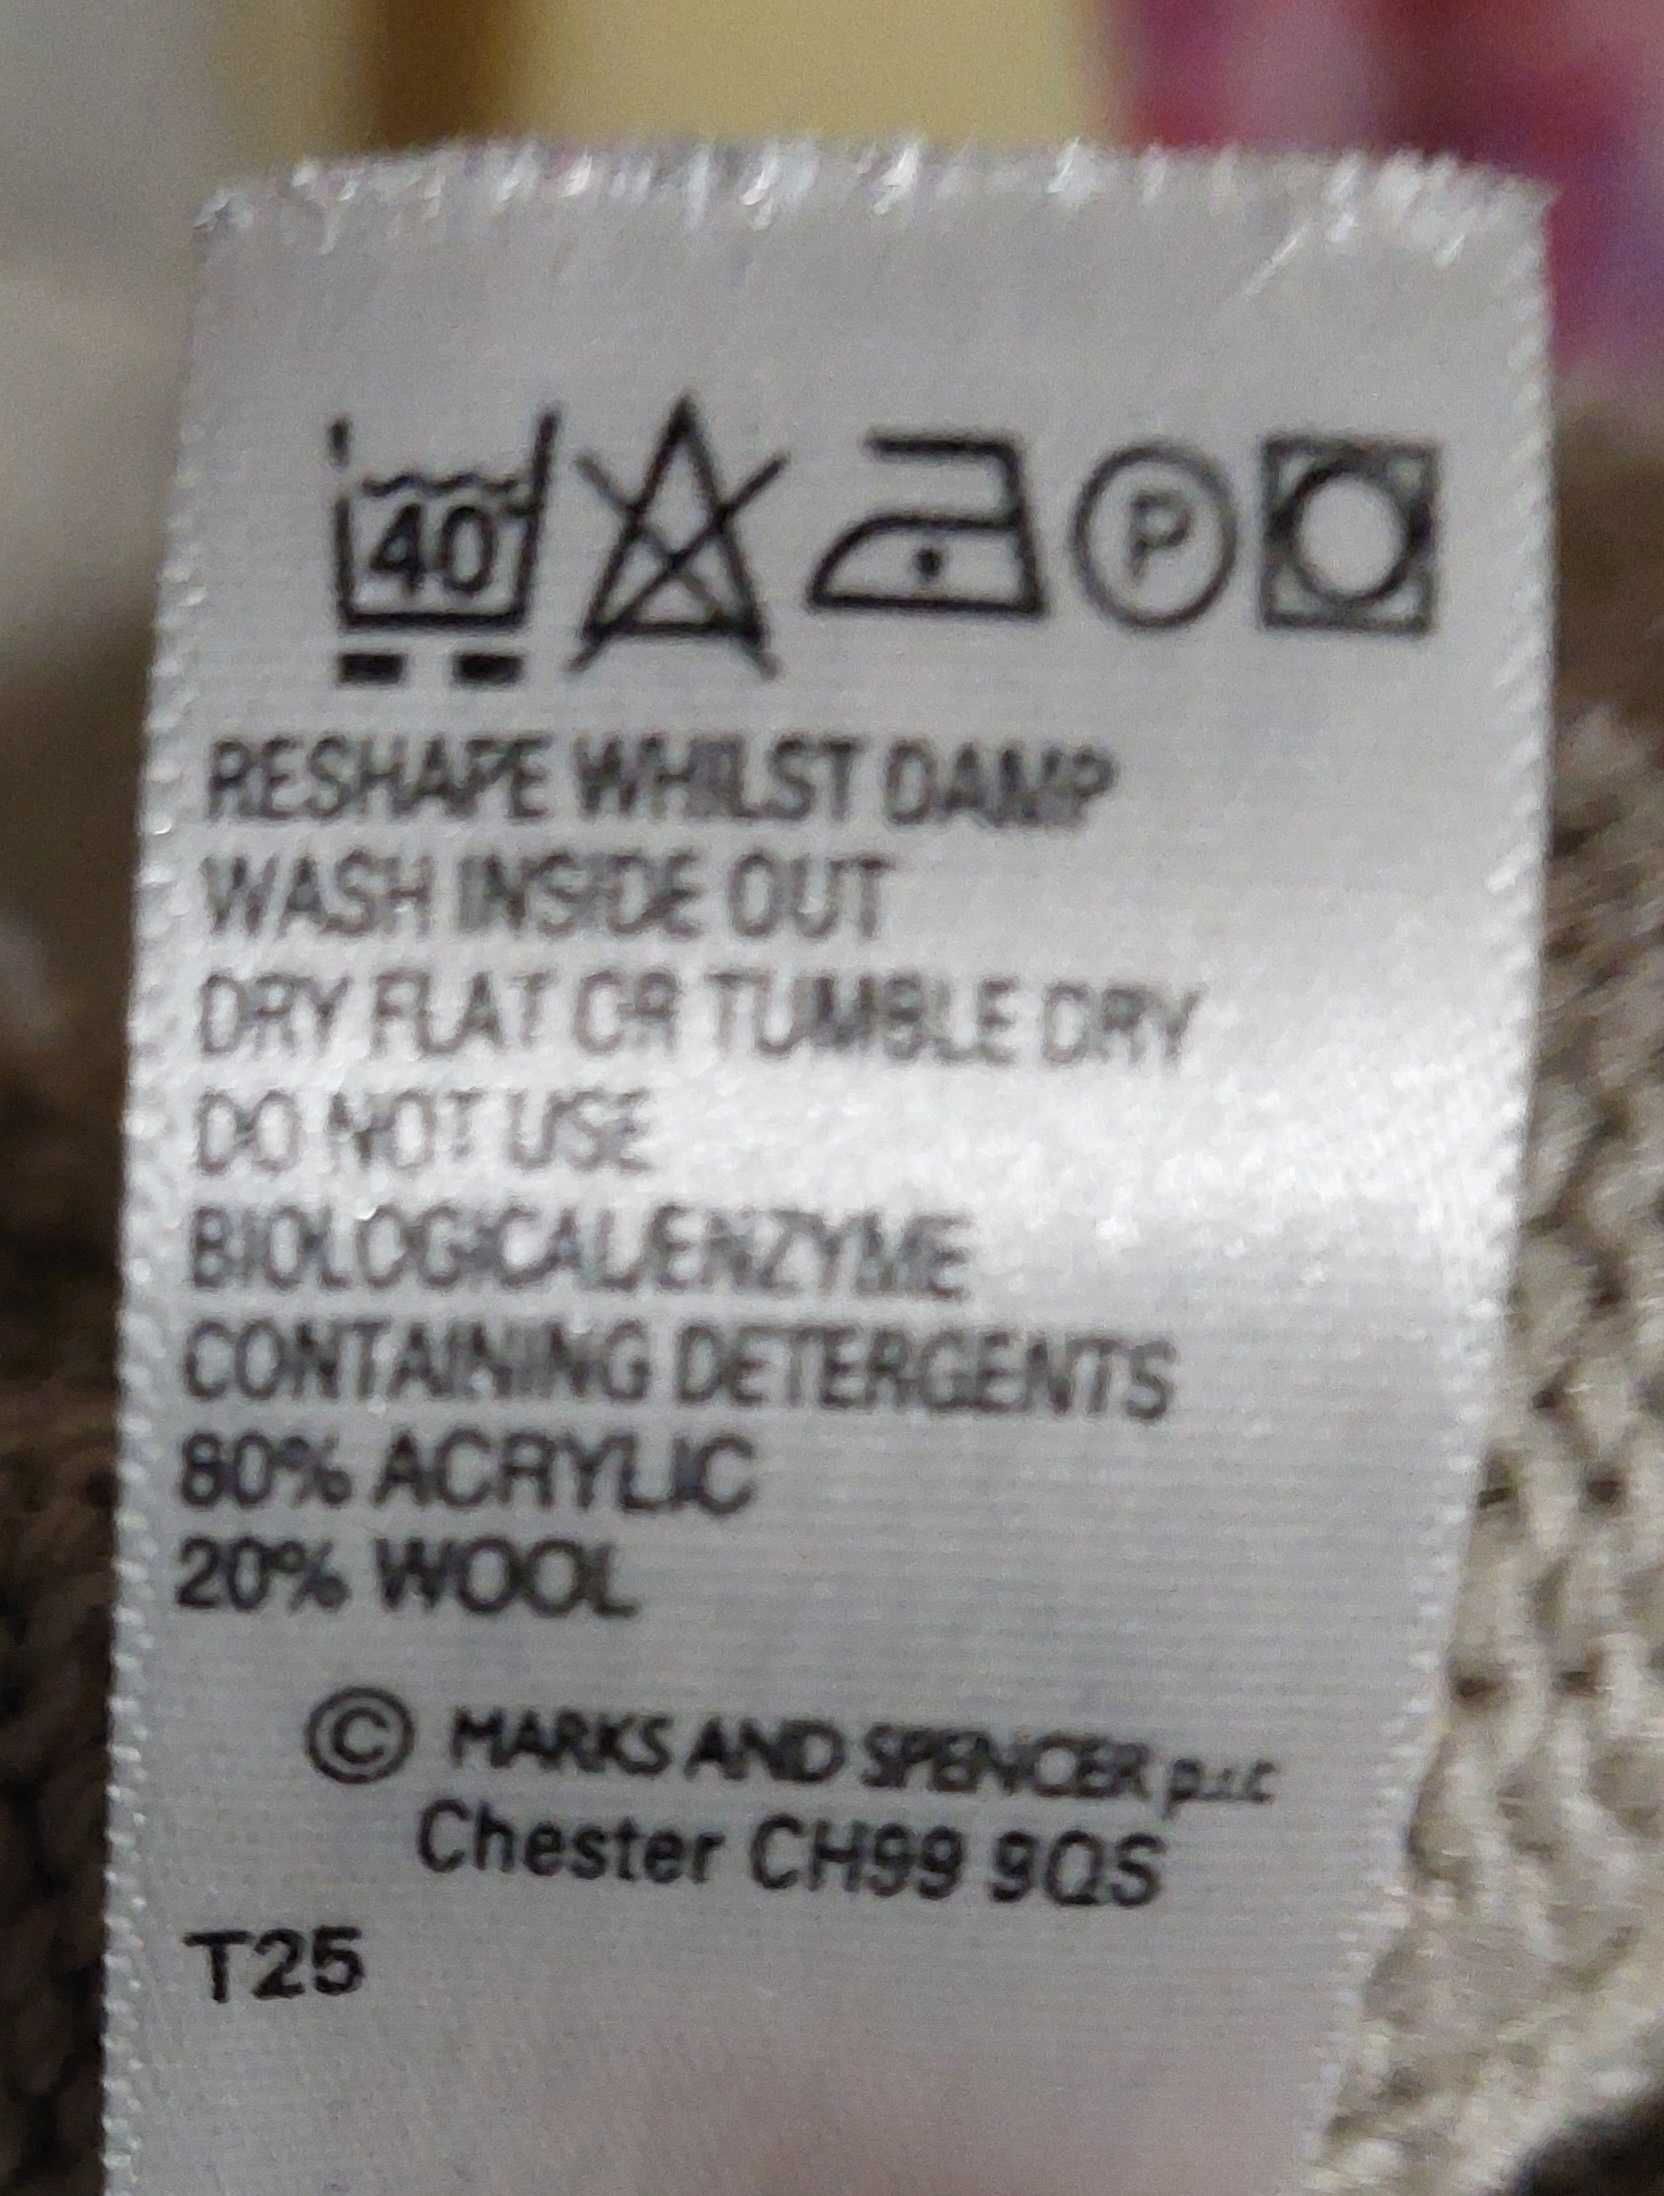 40
P
RESHAPE WHILST DAMP
WASH INSIDE OUT
DRY FLAT OR TUMBLE DRY
DO NOT USE
BIOLOGICAL/ENZYME
CONTAINING DETERGENTS
80% ACRYLIC
20% WOOL
© MARKS AND SPENCER p.l.c
Chester CH99 9QS
T25